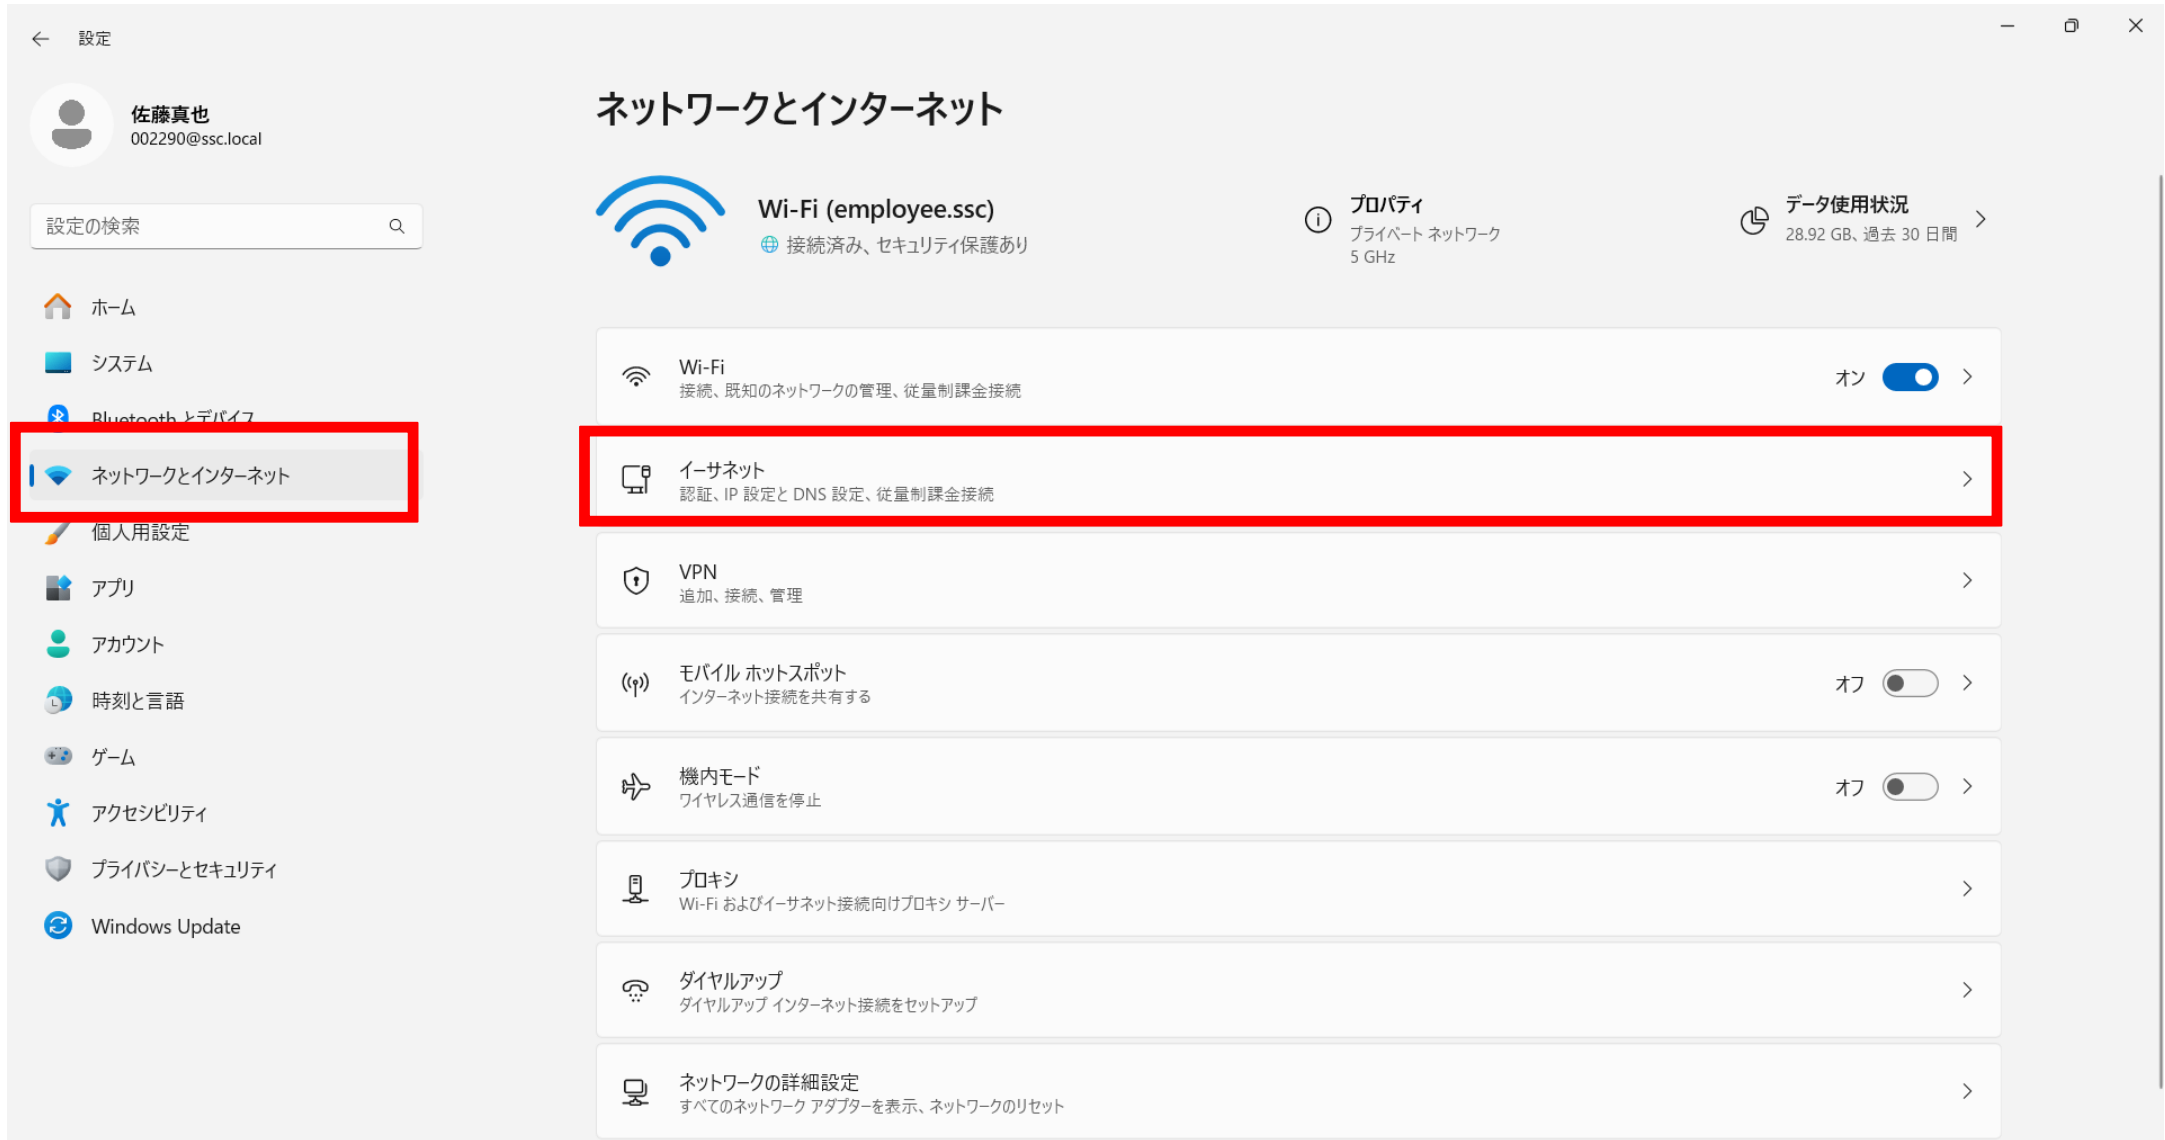 設定
佐藤真也
002290@ssc.local
設定の検索
ホーム
システム
Bluetooth とデバイス
ネットワークとインターネット
個人用設定
アプリ
アカウント
時刻と言語
ゲーム
アクセシビリティ
プライバシーとセキュリティ
Windows Update
ネットワークとインターネット
Wi-Fi (employee.ssc)
接続済み、セキュリティ保護あり
プロパティ
プライベート ネットワーク
5 GHz
データ使用状況
28.92 GB、過去 30 日間
Wi-Fi
接続、既知のネットワークの管理、従量制課金接続
オン
イーサネット
認証、IP 設定と DNS 設定、従量制課金接続
VPN
追加、接続、管理
モバイル ホットスポット
インターネット接続を共有する
オフ
機内モード
ワイヤレス通信を停止
オフ
プロキシ
Wi-Fi およびイーサネット接続向けプロキシ サーバー
ダイヤルアップ
ダイヤルアップ インターネット接続をセットアップ
ネットワークの詳細設定
すべてのネットワーク アダプターを表示、ネットワークのリセット